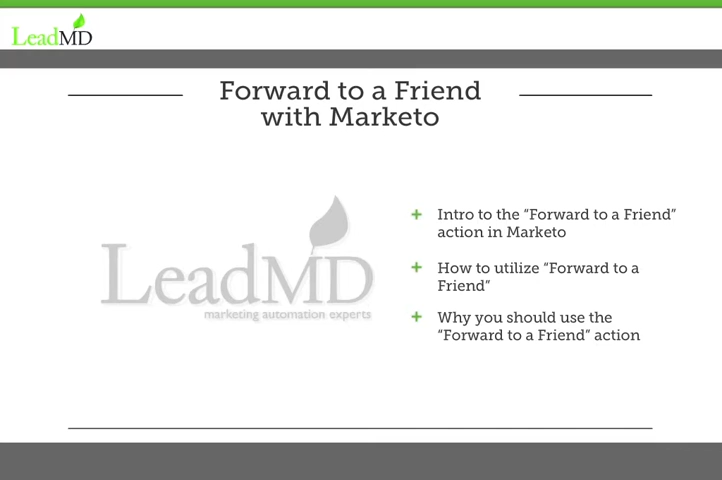 LeadMD
Forward to a Friend
with Marketo
LeadMD
marketing automation experts
+ Intro to the “Forward to a Friend”
action in Marketo
+ How to utilize “Forward to a
Friend”
+ Why you should use the
“Forward to a Friend” action